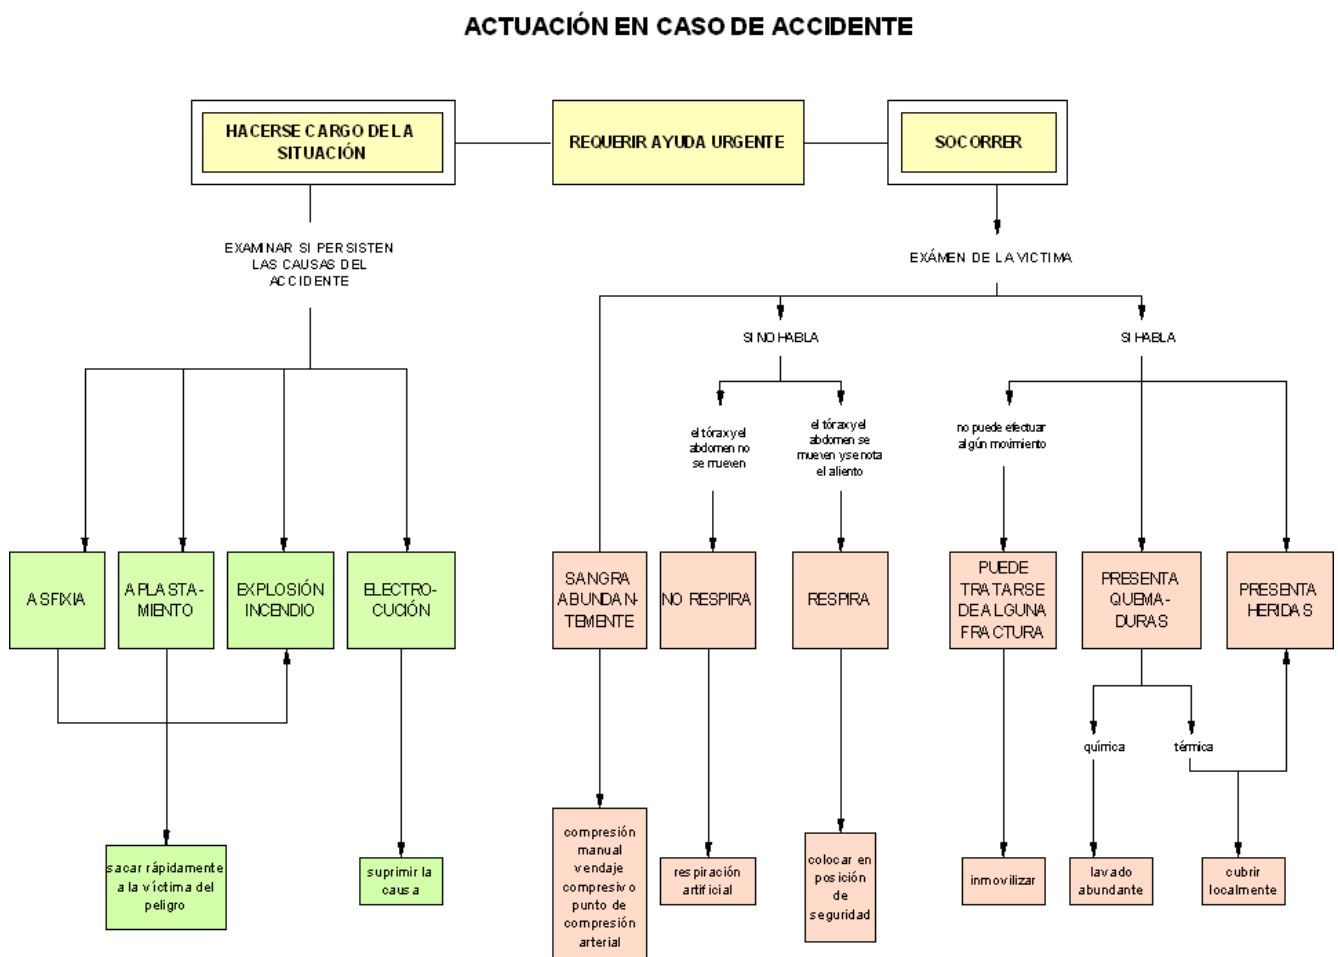 ACTUACIÓN EN CASO DE ACCIDENTE
HACERSE CARGO DE LA
SITUACIÓN
REQUERIR AYUDA URGENTE
SOCORRER
EXAMINAR SI PERSISTEN
LAS CAUSAS DEL
ACCIDENTE
EXÁMEN DE LA VICTIMA
SI NO HABLA
SI HABLA
el tórax y el
abdomen no
se mueven
el tórax y el
abdomen se
mueven y se nota
el aliento
no puede efectuar
algún movimiento
ASFIXIA
APLASTA-
MIENTO
EXPLOSIÓN
INCENDIO
ELECTRO-
CUCIÓN
SANGRA
ABUNDAN-
TEMENTE
NO RESPIRA
RESPIRA
PUEDE
TRATARSE
DE ALGUNA
FRACTURA
PRESENTA
QUEMA-
DURAS
PRESENTA
HERIDAS
química
térmica
sacar rápidamente
a la víctima del
peligro
suprimir la
causa
compresión
manual
vendaje
compresivo
punto de
compresión
arterial
respiración
artificial
colocar en
posición
de
seguridad
inmovilizar
lavado
abundante
cubrir
localmente